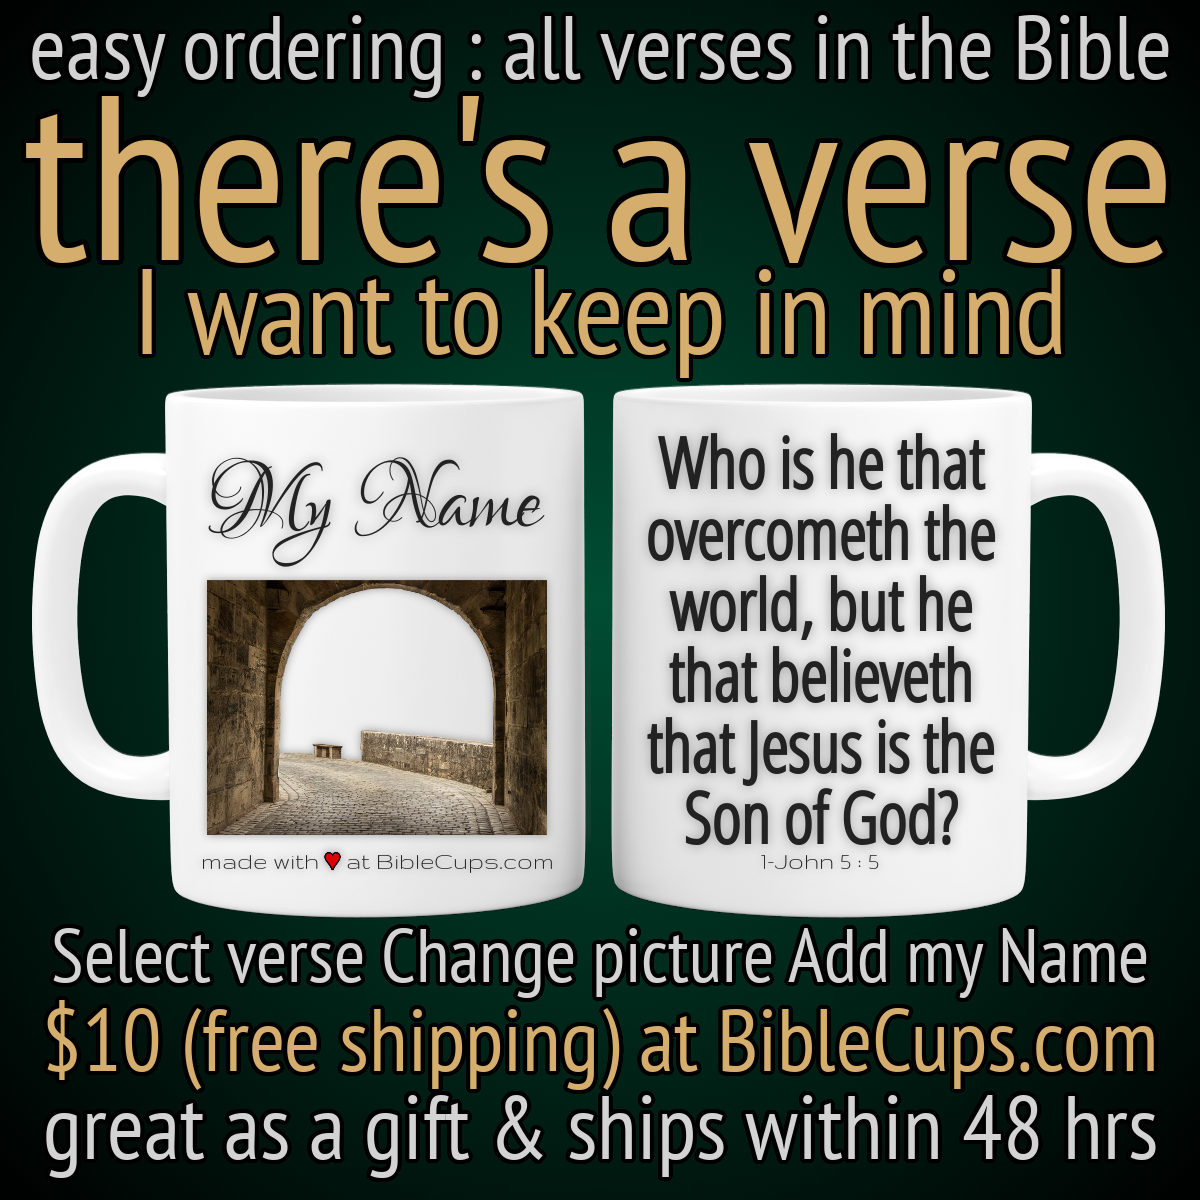 easy ordering : all verses in the Bible
there's a verse
I want to keep in mind
My Name
made with ♥ at BibleCups.com
Who is he that
overcometh the
world, but he
that believeth
that Jesus is the
Son of God?
1-John 5 : 5
Select verse Change picture Add my Name
$10 (free shipping) at BibleCups.com
great as a gift & ships within 48 hrs